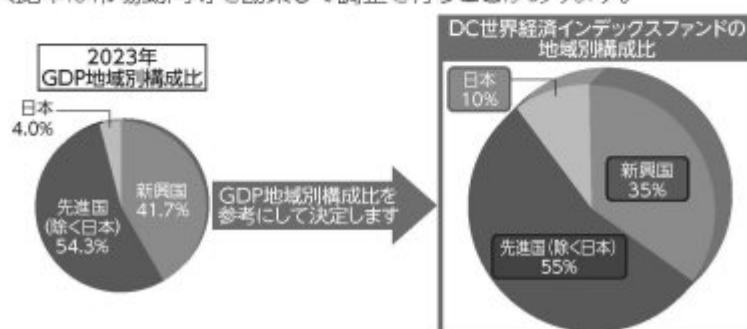 2023年
GDP地域別構成比
日本
4.0%
新興国
41.7%
先進国
(除く日本)
54.3%
GDP地域別構成比を
参考にして決定します
DC世界経済インデックスファンドの
地域別構成比
日本
10%
新興国
35%
先進国(除く日本)
55%